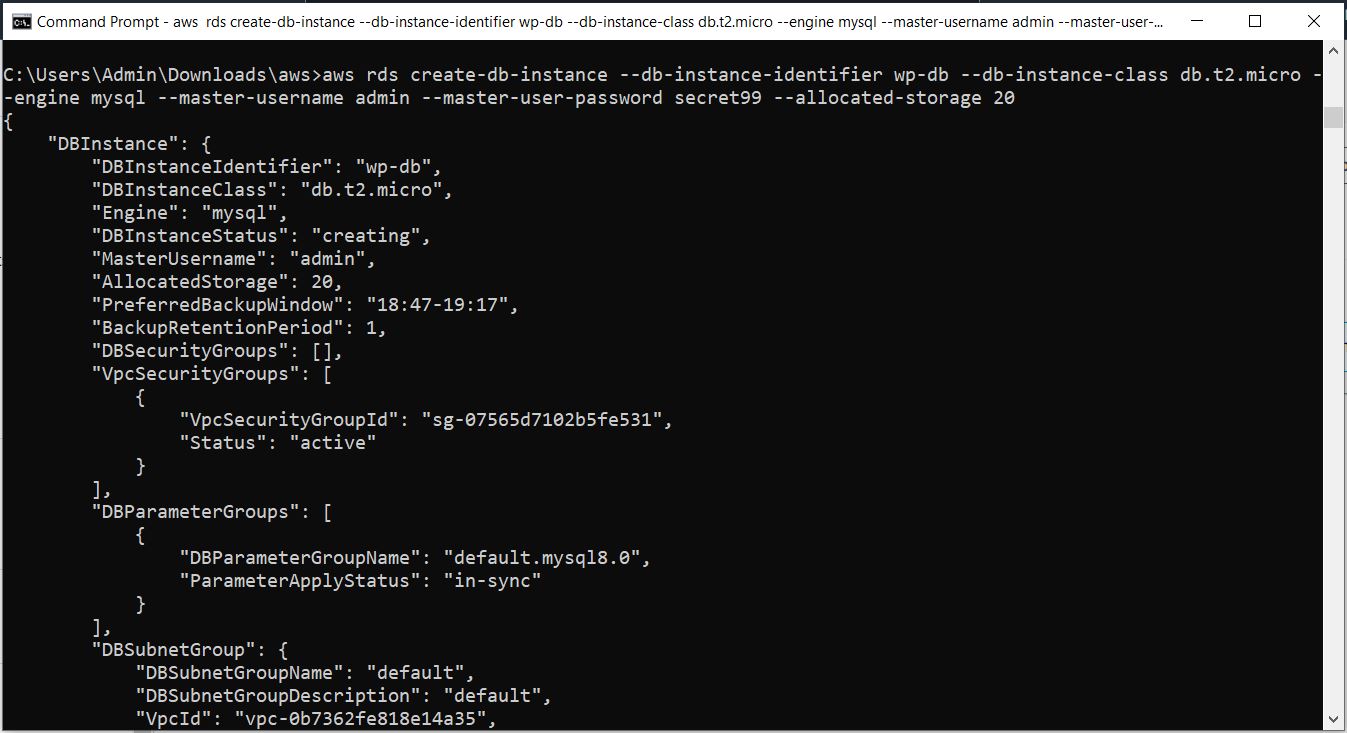 Command Prompt - aws  rds create-db-instance --db-instance-identifier wp-db --db-instance-class db.t2.micro --engine mysql --master-username admin --master-user-...
C:\Users\Admin\Downloads\aws>aws rds create-db-instance --db-instance-identifier wp-db --db-instance-class db.t2.micro -
-engine mysql --master-username admin --master-user-password secret99 --allocated-storage 20
{
    "DBInstance": {
        "DBInstanceIdentifier": "wp-db",
        "DBInstanceClass": "db.t2.micro",
        "Engine": "mysql",
        "DBInstanceStatus": "creating",
        "MasterUsername": "admin",
        "AllocatedStorage": 20,
        "PreferredBackupWindow": "18:47-19:17",
        "BackupRetentionPeriod": 1,
        "DBSecurityGroups": [],
        "VpcSecurityGroups": [
            {
                "VpcSecurityGroupId": "sg-07565d7102b5fe531",
                "Status": "active"
            }
        ],
        "DBParameterGroups": [
            {
                "DBParameterGroupName": "default.mysql8.0",
                "ParameterApplyStatus": "in-sync"
            }
        ],
        "DBSubnetGroup": {
            "DBSubnetGroupName": "default",
            "DBSubnetGroupDescription": "default",
            "VpcId": "vpc-0b7362fe818e14a35",